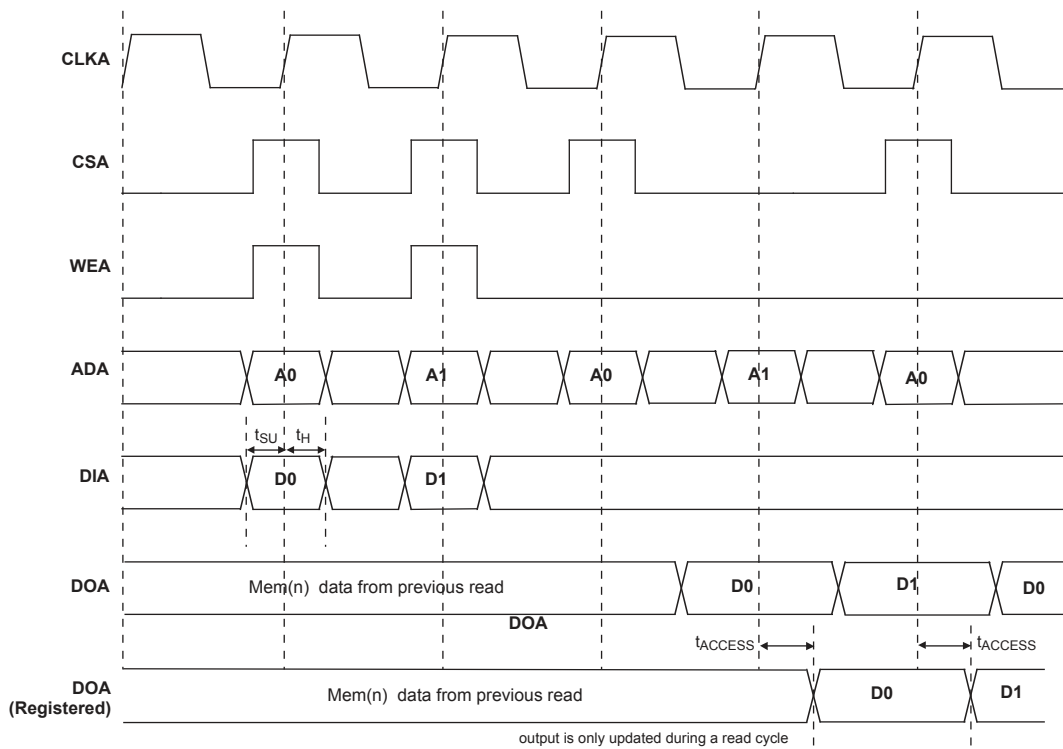 CLKA
CSA
WEA
ADA
A0
A1
A0
A1
A0
tSU
tH
DIA
D0
D1
DOA
Mem(n) data from previous read
D0
D1
D0
DOA
tACCESS
tACCESS
DOA
(Registered)
Mem(n) data from previous read
D0
D1
output is only updated during a read cycle